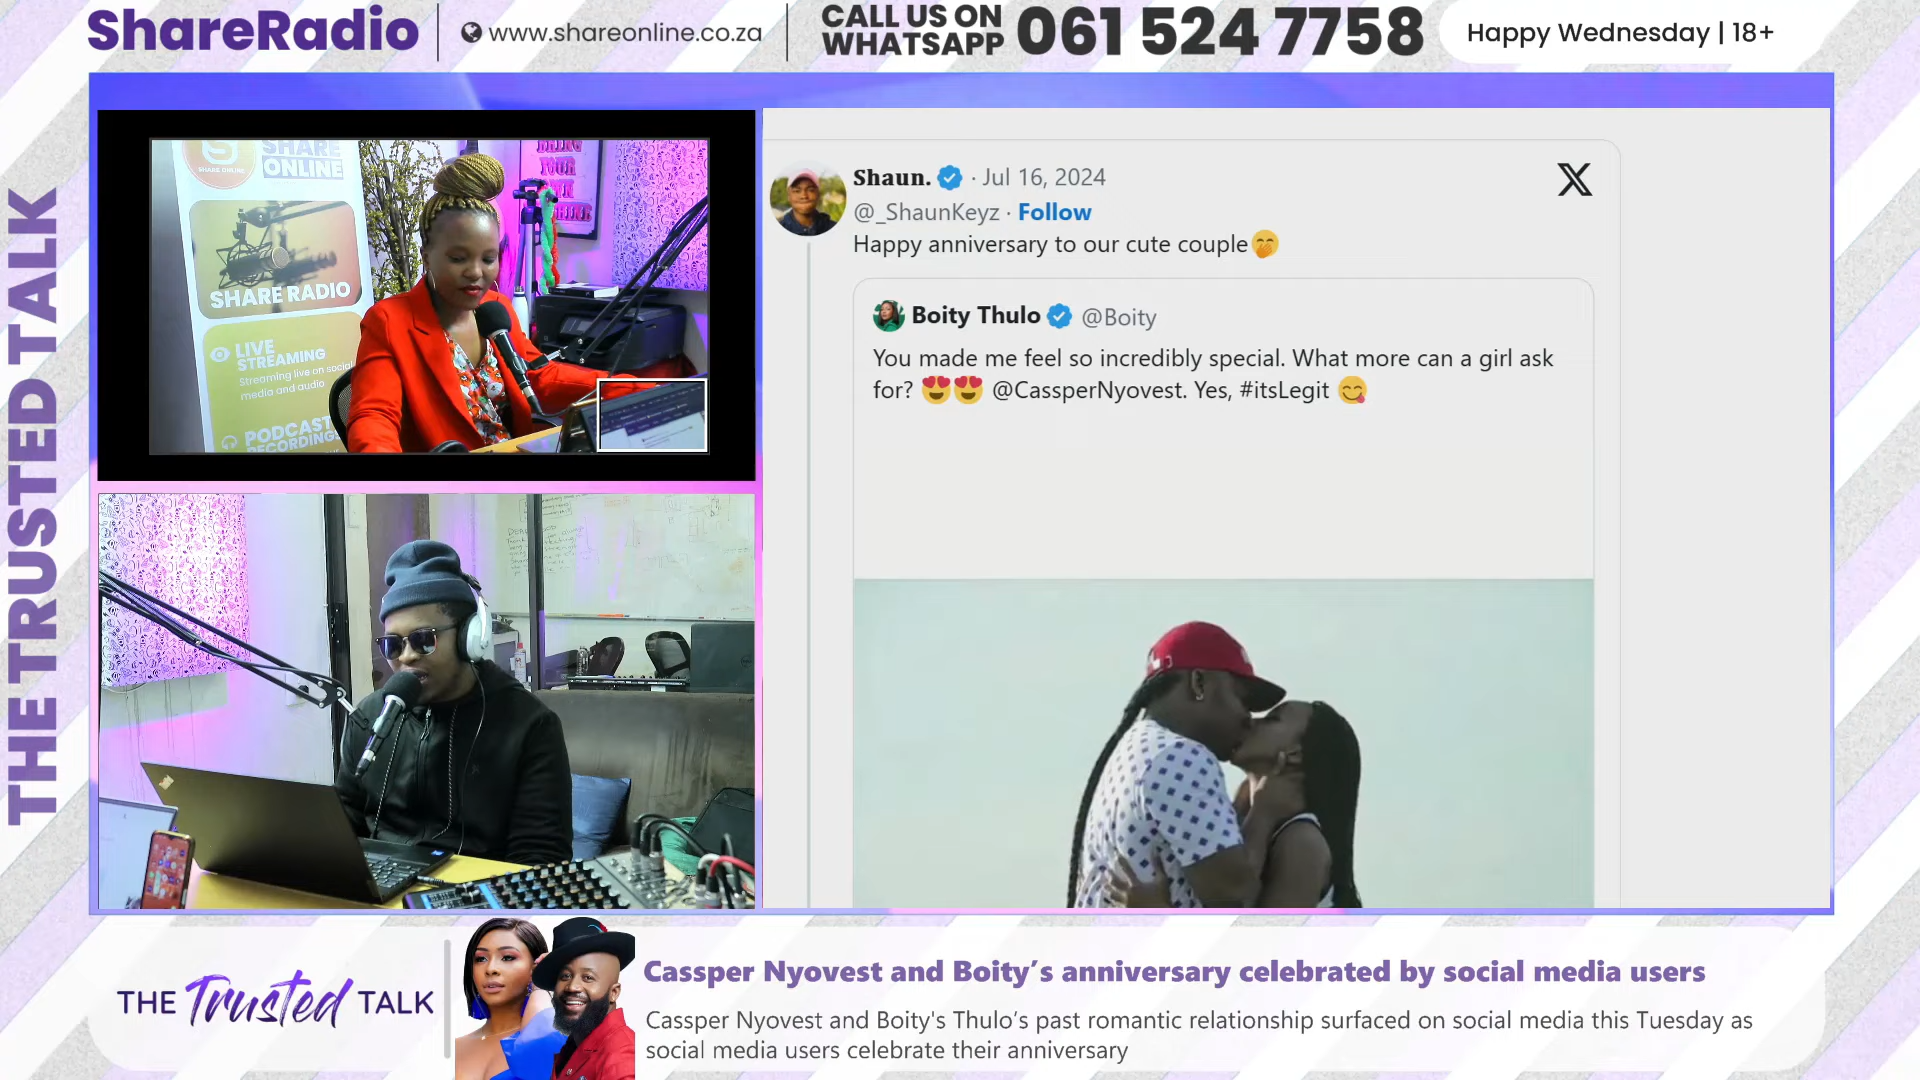 ShareRadio
www.shareonline.co.za
CALL US ON
WHATSAPP
061 524 7758
Happy Wednesday | 18+
THE TRUSTED TALK
SHARE ONLINE
SHARE
ONLINE
SHARE RADIO
LIVE
STREAMING
Streaming live on social
media and audio
PODCAST
RECORDINGS
Shaun. · Jul 16, 2024
@_ShaunKeyz · Follow
Happy anniversary to our cute couple🤭
Boity Thulo @Boity
You made me feel so incredibly special. What more can a girl ask
for? 😍😍 @CassperNyovest. Yes, #itsLegit 😋
THE Trusted TALK
Cassper Nyovest and Boity´s anniversary celebrated by social media users
Cassper Nyovest and Boity's Thulo’s past romantic relationship surfaced on social media this Tuesday as
social media users celebrate their anniversary